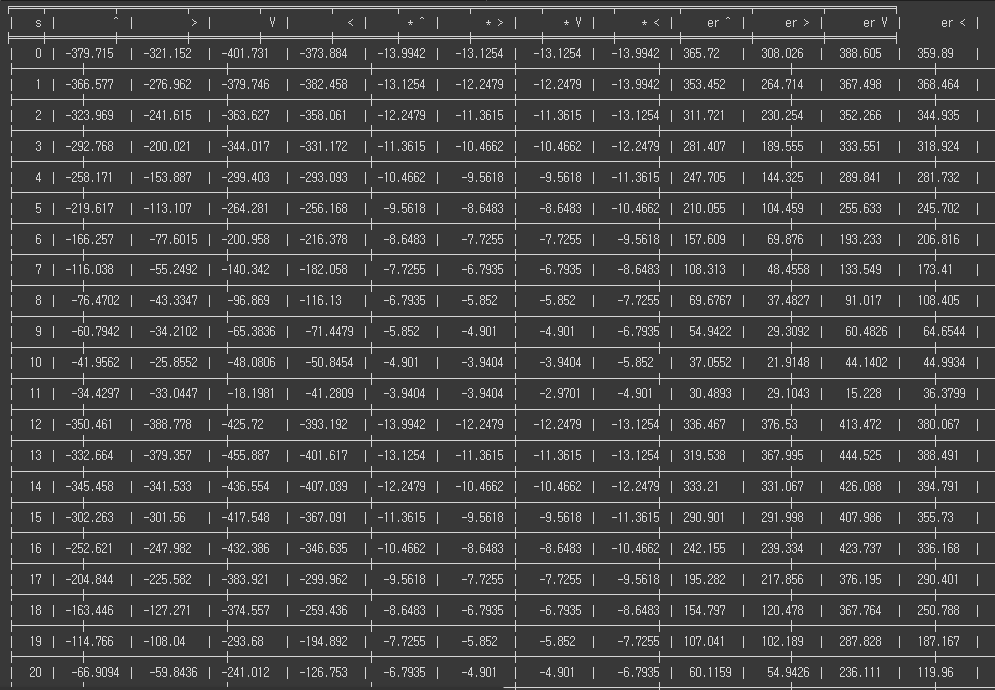 s | ^ | > | V | < | * ^ | * > | * V | * < | er ^ | er > | er V | er < |
| 0 | -379.715 | -321.152 | -401.731 | -373.884 | -13.9942 | -13.1254 | -13.1254 | -13.9942 | 365.72 | 308.026 | 388.605 | 359.89 |
| 1 | -366.577 | -276.962 | -379.746 | -382.458 | -13.1254 | -12.2479 | -12.2479 | -13.9942 | 353.452 | 264.714 | 367.498 | 368.464 |
| 2 | -323.969 | -241.615 | -363.627 | -358.061 | -12.2479 | -11.3615 | -11.3615 | -13.1254 | 311.721 | 230.254 | 352.266 | 344.935 |
| 3 | -292.768 | -200.021 | -344.017 | -331.172 | -11.3615 | -10.4662 | -10.4662 | -12.2479 | 281.407 | 189.555 | 333.551 | 318.924 |
| 4 | -258.171 | -153.887 | -299.403 | -293.093 | -10.4662 | -9.5618 | -9.5618 | -11.3615 | 247.705 | 144.325 | 289.841 | 281.732 |
| 5 | -219.617 | -113.107 | -264.281 | -256.168 | -9.5618 | -8.6483 | -8.6483 | -10.4662 | 210.055 | 104.459 | 255.633 | 245.702 |
| 6 | -166.257 | -77.6015 | -200.958 | -216.378 | -8.6483 | -7.7255 | -7.7255 | -9.5618 | 157.609 | 69.876 | 193.233 | 206.816 |
| 7 | -116.038 | -55.2492 | -140.342 | -182.058 | -7.7255 | -6.7935 | -6.7935 | -8.6483 | 108.313 | 48.4558 | 133.549 | 173.41 |
| 8 | -76.4702 | -43.3347 | -96.869 | -116.13 | -6.7935 | -5.852 | -5.852 | -7.7255 | 69.6767 | 37.4827 | 91.017 | 108.405 |
| 9 | -60.7942 | -34.2102 | -65.3836 | -71.4479 | -5.852 | -4.901 | -4.901 | -6.7935 | 54.9422 | 29.3092 | 60.4826 | 64.6544 |
| 10 | -41.9562 | -25.8552 | -48.0806 | -50.8454 | -4.901 | -3.9404 | -3.9404 | -5.852 | 37.0552 | 21.9148 | 44.1402 | 44.9934 |
| 11 | -34.4297 | -33.0447 | -18.1981 | -41.2809 | -3.9404 | -3.9404 | -2.9701 | -4.901 | 30.4893 | 29.1043 | 15.228 | 36.3799 |
| 12 | -350.461 | -388.778 | -425.72 | -393.192 | -13.9942 | -12.2479 | -12.2479 | -13.1254 | 336.467 | 376.53 | 413.472 | 380.067 |
| 13 | -332.664 | -379.357 | -455.887 | -401.617 | -13.1254 | -11.3615 | -11.3615 | -13.1254 | 319.538 | 367.995 | 444.525 | 388.491 |
| 14 | -345.458 | -341.533 | -436.554 | -407.039 | -12.2479 | -10.4662 | -10.4662 | -12.2479 | 333.21 | 331.067 | 426.088 | 394.791 |
| 15 | -302.263 | -301.56 | -417.548 | -367.091 | -11.3615 | -9.5618 | -9.5618 | -11.3615 | 290.901 | 291.998 | 407.986 | 355.73 |
| 16 | -252.621 | -247.982 | -432.386 | -346.635 | -10.4662 | -8.6483 | -8.6483 | -10.4662 | 242.155 | 239.334 | 423.737 | 336.168 |
| 17 | -204.844 | -225.582 | -383.921 | -299.962 | -9.5618 | -7.7255 | -7.7255 | -9.5618 | 195.282 | 217.856 | 376.195 | 290.401 |
| 18 | -163.446 | -127.271 | -374.557 | -259.436 | -8.6483 | -6.7935 | -6.7935 | -8.6483 | 154.797 | 120.478 | 367.764 | 250.788 |
| 19 | -114.766 | -108.04 | -293.68 | -194.892 | -7.7255 | -5.852 | -5.852 | -7.7255 | 107.041 | 102.189 | 287.828 | 187.167 |
| 20 | -66.9094 | -59.8436 | -241.012 | -126.753 | -6.7935 | -4.901 | -4.901 | -6.7935 | 60.1159 | 54.9426 | 236.111 | 119.96 |